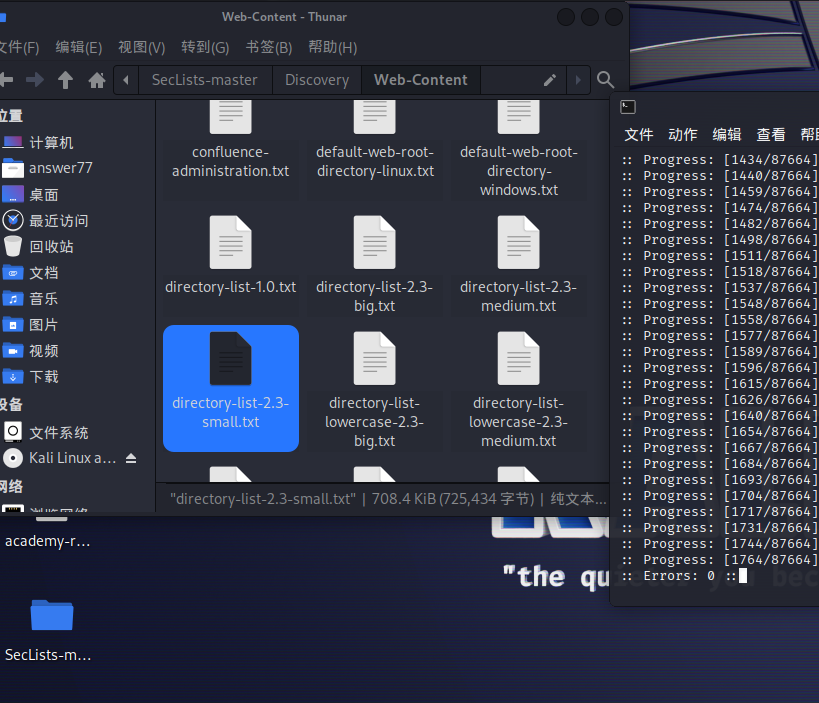 Web-Content - Thunar
文件(F) 编辑(E) 视图(V) 转到(G) 书签(B) 帮助(H)
SecLists-master Discovery Web-Content
位置
计算机
answer77
桌面
最近访问
回收站
文档
音乐
图片
视频
下载
设备
文件系统
Kali Linux a...
网络
浏览网络
confluence-
administration.txt
default-web-root-
directory-linux.txt
default-web-root-
directory-
windows.txt
directory-list-1.0.txt
directory-list-2.3-
big.txt
directory-list-2.3-
medium.txt
directory-list-2.3-
small.txt
directory-list-
lowercase-2.3-
big.txt
directory-list-
lowercase-2.3-
medium.txt
"directory-list-2.3-small.txt" | 708.4 KiB (725,434 字节) | 纯文本...
文件 动作 编辑 查看 帮助
:: Progress: [1434/87664]
:: Progress: [1440/87664]
:: Progress: [1459/87664]
:: Progress: [1474/87664]
:: Progress: [1482/87664]
:: Progress: [1498/87664]
:: Progress: [1511/87664]
:: Progress: [1518/87664]
:: Progress: [1537/87664]
:: Progress: [1548/87664]
:: Progress: [1558/87664]
:: Progress: [1577/87664]
:: Progress: [1589/87664]
:: Progress: [1596/87664]
:: Progress: [1615/87664]
:: Progress: [1626/87664]
:: Progress: [1640/87664]
:: Progress: [1654/87664]
:: Progress: [1667/87664]
:: Progress: [1684/87664]
:: Progress: [1693/87664]
:: Progress: [1704/87664]
:: Progress: [1717/87664]
:: Progress: [1731/87664]
:: Progress: [1744/87664]
:: Progress: [1764/87664]
:: Errors: 0 ::
academy-r...
SecLists-m...
"the quieter you bec